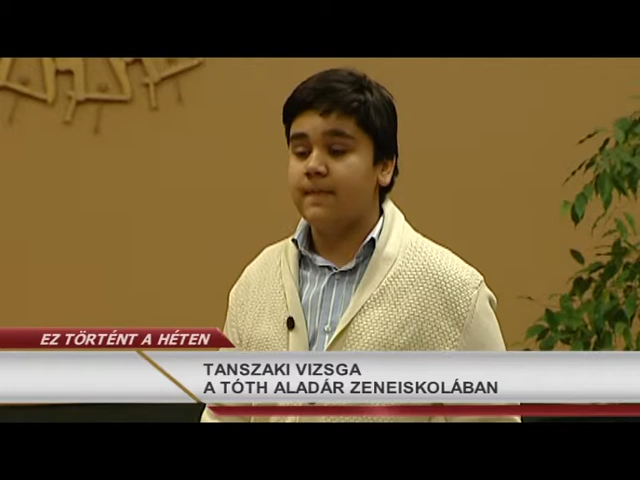 EZ TÖRTÉNT A HÉTEN
TANSZAKI VIZSGA
A TÓTH ALADÁR ZENEISKOLÁBAN